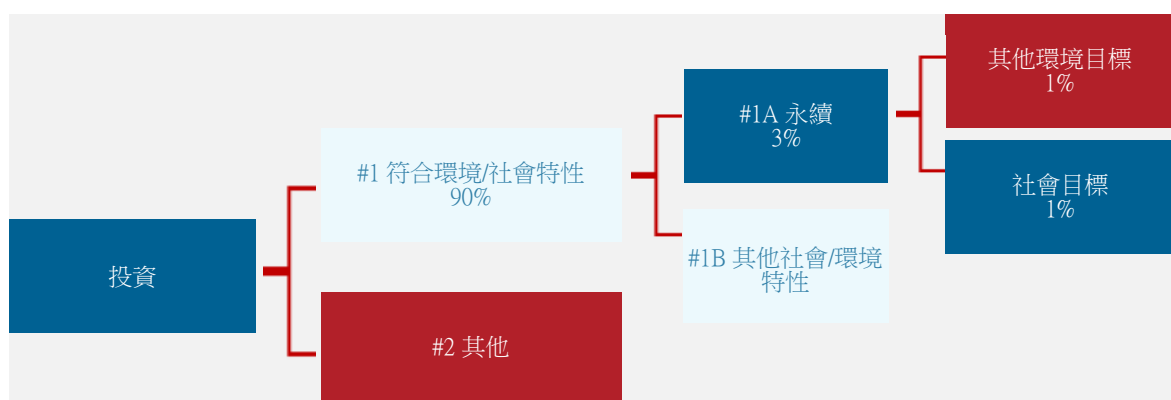 投資
#1 符合環境/社會特性
90%
#2 其他
#1A 永續
3%
#1B 其他社會/環境
特性
其他環境目標
1%
社會目標
1%